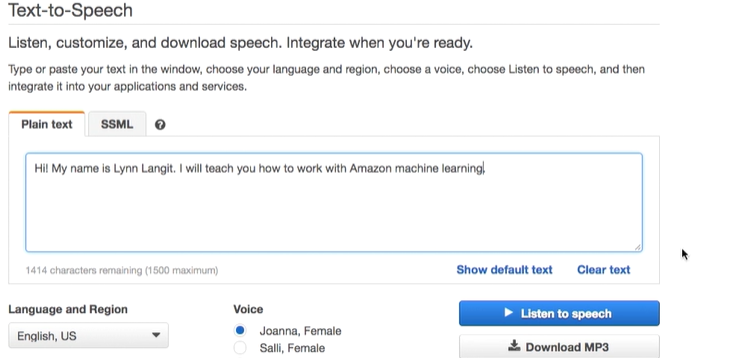 Text-to-Speech
Listen, customize, and download speech. Integrate when you're ready.
Type or paste your text in the window, choose your language and region, choose a voice, choose Listen to speech, and then
integrate it into your applications and services.
Plain text SSML ?
Hi! My name is Lynn Langit. I will teach you how to work with Amazon machine learning.
1414 characters remaining (1500 maximum) Show default text Clear text
Language and Region Voice Listen to speech
English, US Joanna, Female
Salli, Female Download MP3